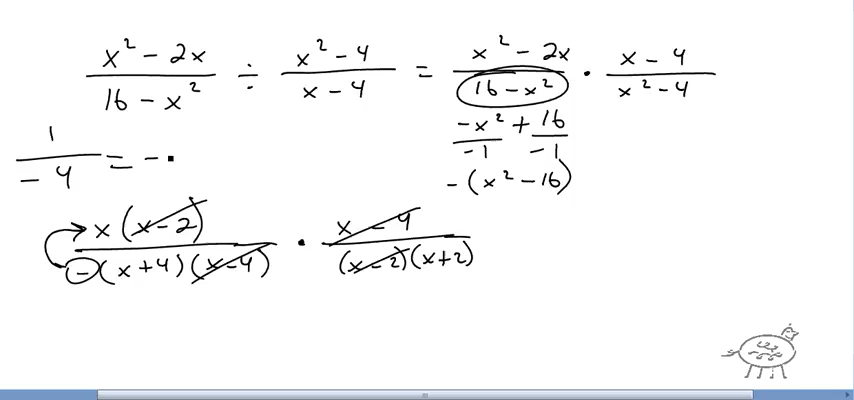 x² - 2x / 16 - x² ÷ x² - 4 / x - 4 = x² - 2x / 16 - x² · x - 4 / x² - 4
-x² / -1 + 16 / -1
1 / -4 = -
-(x² - 16)
x(x-2) / -(x+4)(x-4) · x - 4 / (x-2)(x+2)